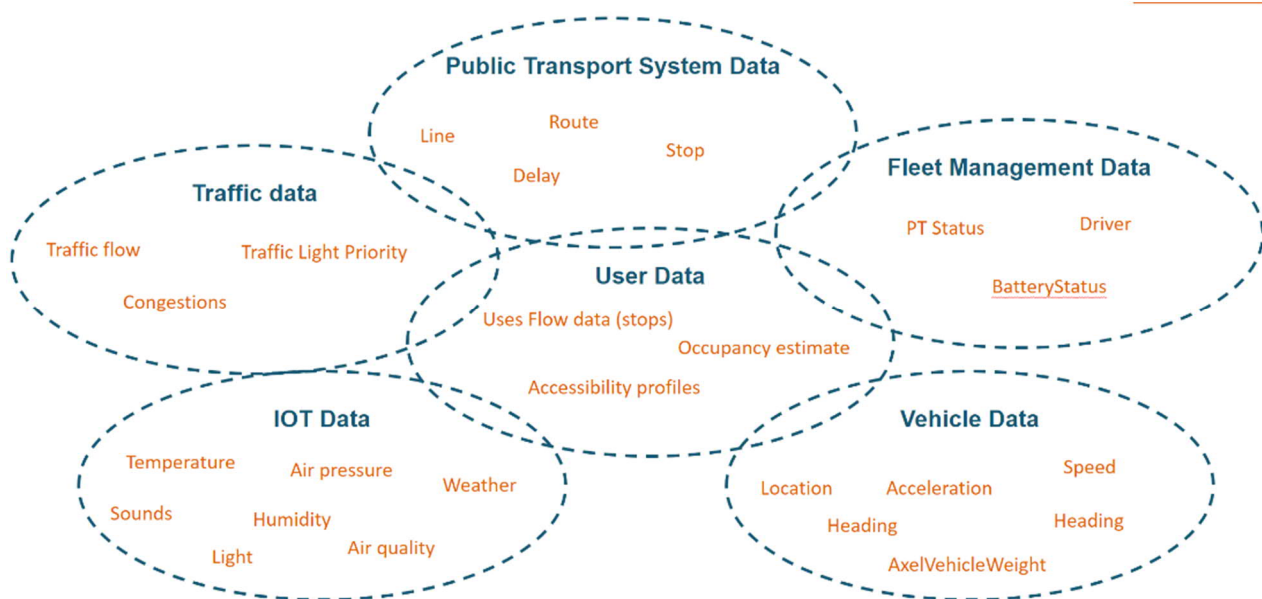 Public Transport System Data
Line
Route
Stop
Delay
Traffic data
Traffic flow
Traffic Light Priority
Congestions
Fleet Management Data
PT Status
Driver
BatteryStatus
User Data
Uses Flow data (stops)
Occupancy estimate
Accessibility profiles
IOT Data
Temperature
Air pressure
Weather
Sounds
Humidity
Light
Air quality
Vehicle Data
Speed
Location
Acceleration
Heading
Heading
AxelVehicleWeight